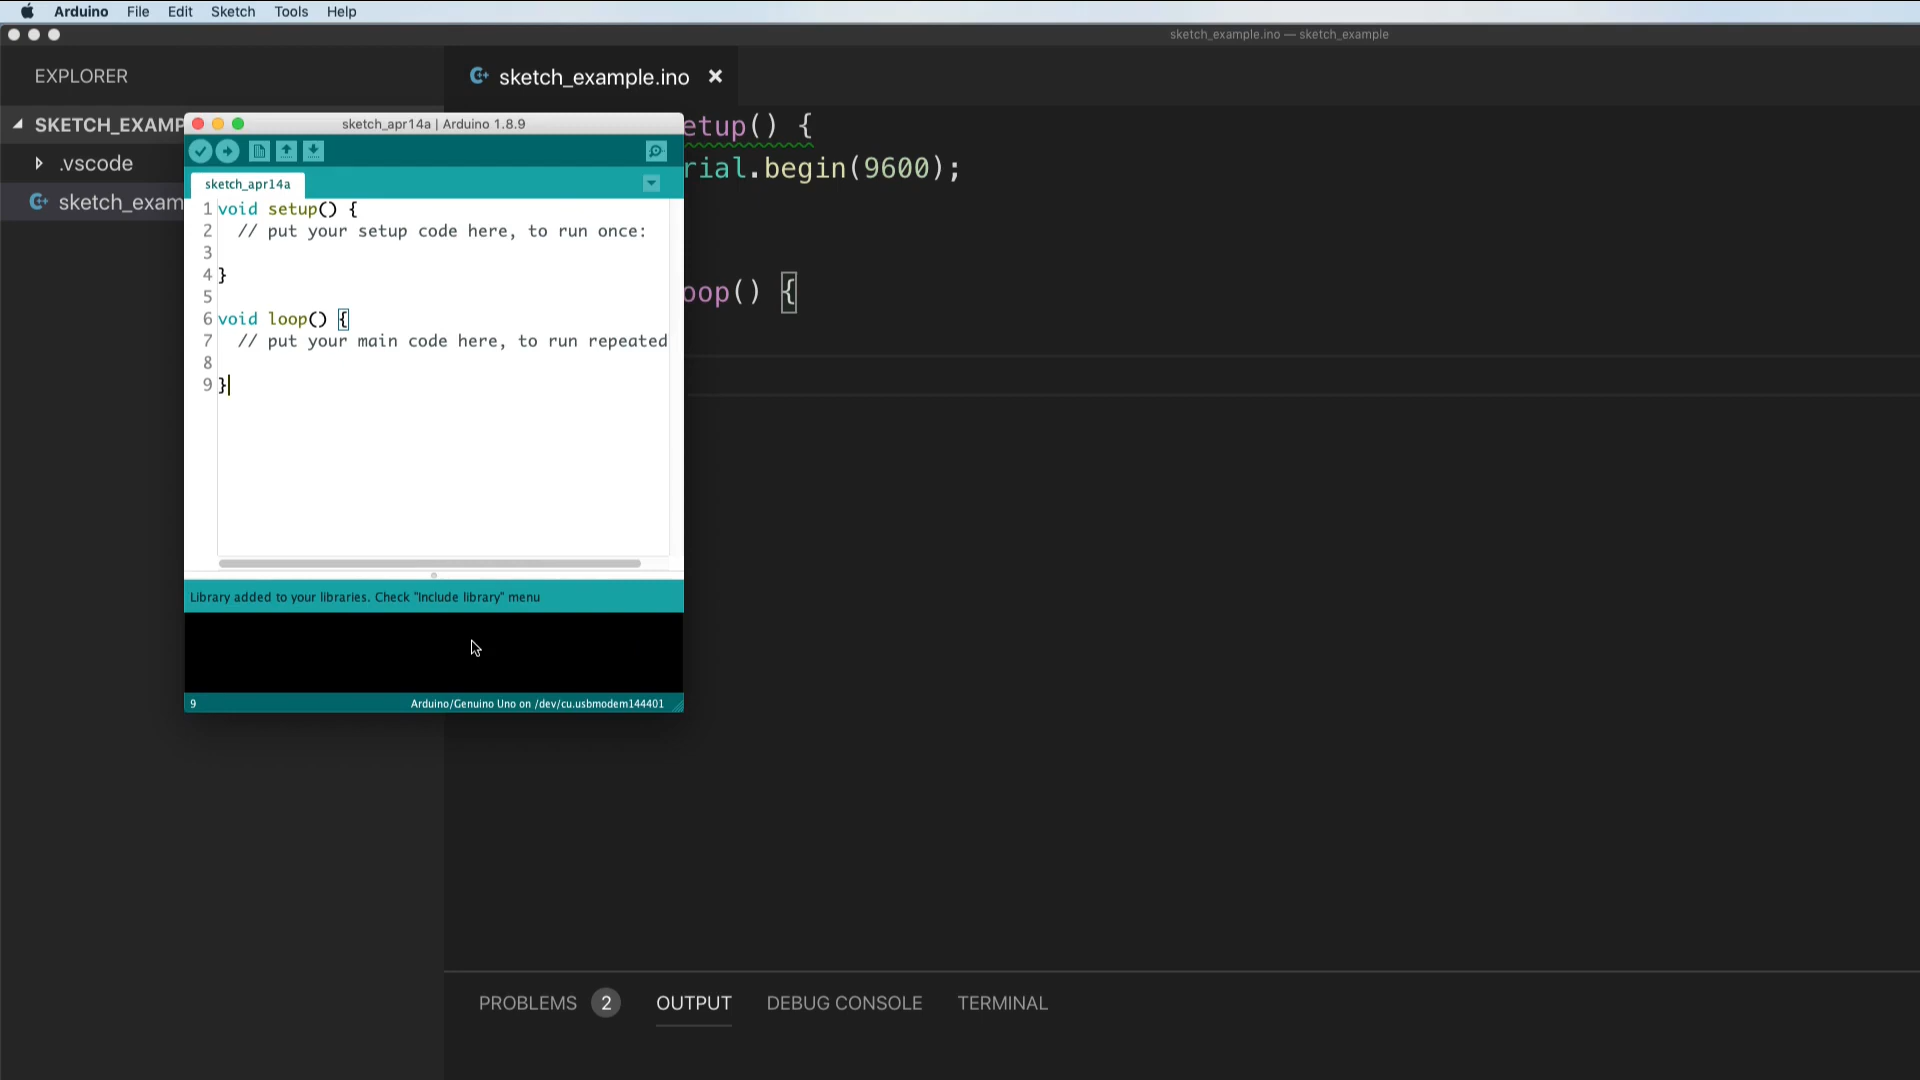 Arduino File Edit Sketch Tools Help
sketch_example.ino — sketch_example
EXPLORER
SKETCH_EXAMP
.vscode
sketch_exam
sketch_example.ino
etup() {
rial.begin(9600);
oop() {
sketch_apr14a | Arduino 1.8.9
sketch_apr14a
1 void setup() {
2 // put your setup code here, to run once:
3
4 }
5
6 void loop() {
7 // put your main code here, to run repeated
8
9 }
Library added to your libraries. Check "Include library" menu
9 Arduino/Genuino Uno on /dev/cu.usbmodem144401
PROBLEMS 2 OUTPUT DEBUG CONSOLE TERMINAL